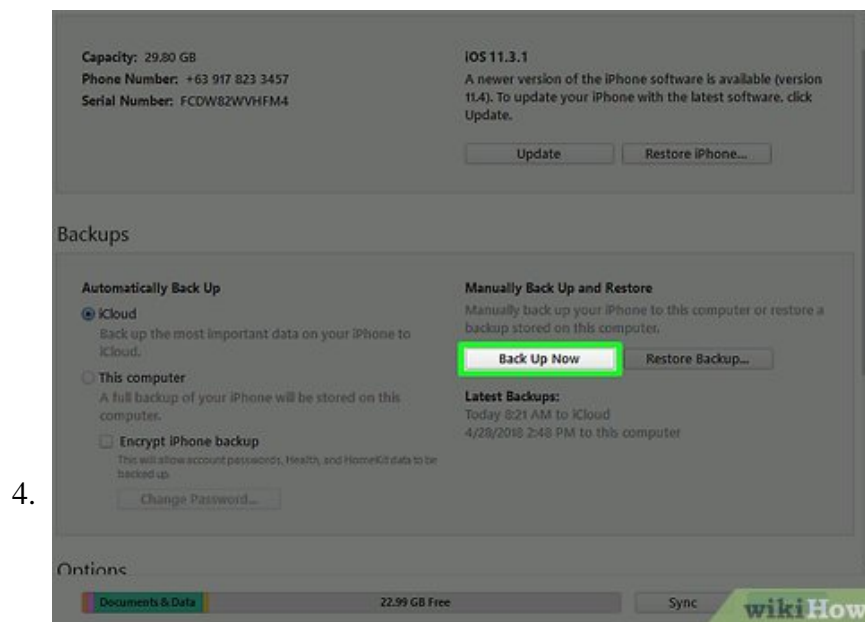 Capacity: 29.80 GB
Phone Number: +63 917 823 3457
Serial Number: FCDW82WVHFM4
iOS 11.3.1
A newer version of the iPhone software is available (version
11.4). To update your iPhone with the latest software, click
Update.
Update
Restore iPhone...
Backups
Automatically Back Up
iCloud
Back up the most important data on your iPhone to
iCloud.
This computer
A full backup of your iPhone will be stored on this
computer.
Encrypt iPhone backup
This will allow account passwords, Health, and HomeKit data to be
backed up.
Change Password...
Manually Back Up and Restore
Manually back up your iPhone to this computer or restore a
backup stored on this computer.
Back Up Now
Restore Backup...
Latest Backups:
Today 8:21 AM to iCloud
4/28/2018 2:48 PM to this computer
4.
Options
Documents & Data
22.99 GB Free
Sync
wikiHow